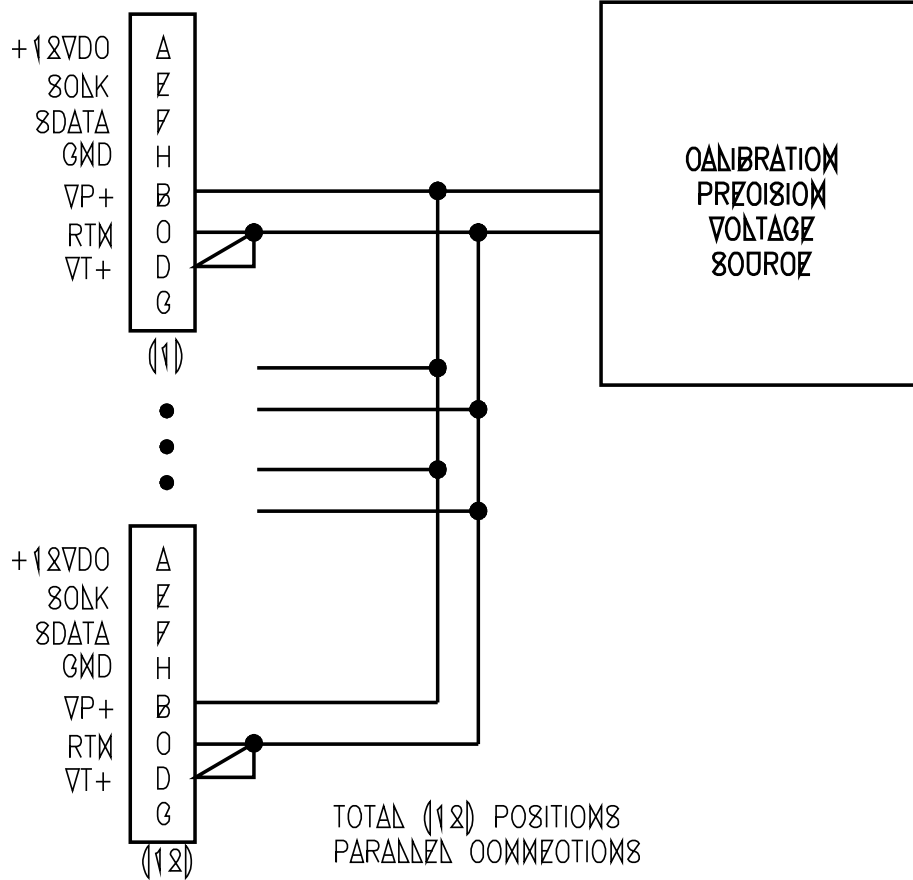 +12VDC A
SCLK E
SDATA F
GND H
VP+ B
RTN C
VT+ D
G
(1)
CALIBRATION
PRECISION
VOLTAGE
SOURCE
+12VDC A
SCLK E
SDATA F
GND H
VP+ B
RTN C
VT+ D
G
(12)
TOTAL (12) POSITIONS
PARALLEL CONNECTIONS